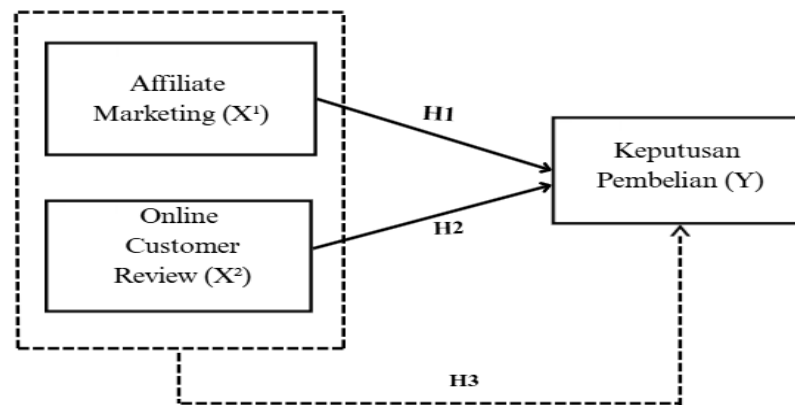 Affiliate
Marketing (X¹)
H1
Keputusan
Pembelian (Y)
Online
Customer
Review (X²)
H2
H3